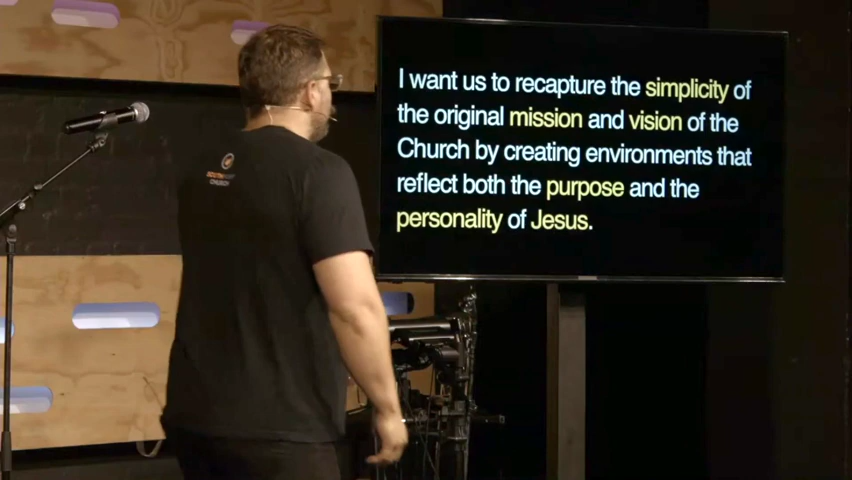 I want us to recapture the simplicity of
the original mission and vision of the
Church by creating environments that
reflect both the purpose and the
personality of Jesus.
CHURCH